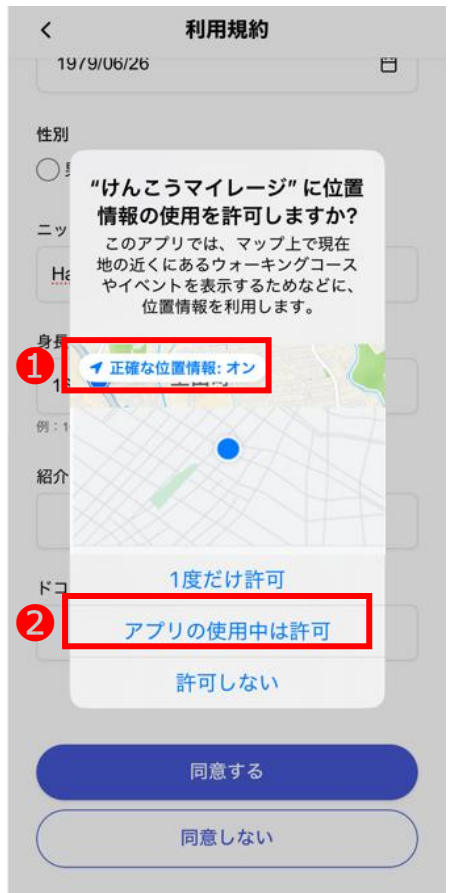 利用規約
1979/06/26
性別
"けんこうマイレージ" に位置
情報の使用を許可しますか?
このアプリでは、マップ上で現在
地の近くにあるウォーキングコース
やイベントを表示するためなどに、
位置情報を利用します。
ニッ
Ha
身長
1
正確な位置情報: オン
1
例：1
紹介
1度だけ許可
ドコ
2
アプリの使用中は許可
許可しない
同意する
同意しない